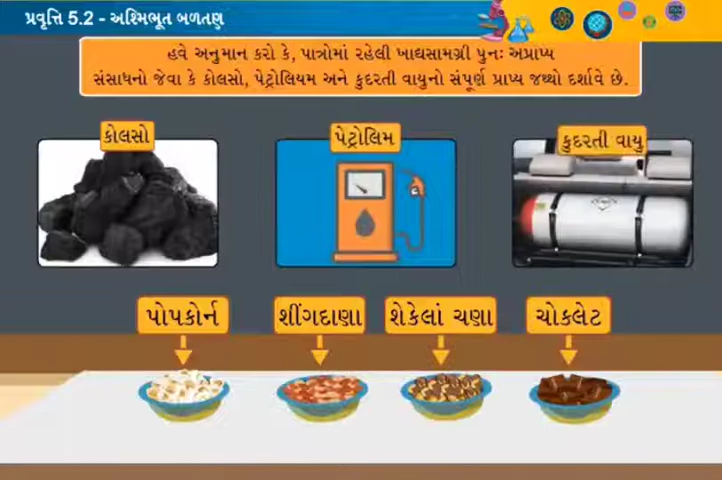 પ્રવૃત્તિ 5.2 - અશ્મિભૂત બળતણ
હવે અનુમાન કરો કે, પાત્રોમાં રહેલી ખાદ્યસામગ્રી પુનઃ અપ્રાપ્ય
સંસાધનો જેવા કે કોલસો, પેટ્રોલિયમ અને કુદરતી વાયુનો સંપૂર્ણ પ્રાપ્ય જથ્થો દર્શાવે છે.
કોલસો
પેટ્રોલિમ
કુદરતી વાયુ
પોપકોર્ન
શીંગદાણા
શેકેલાં ચણા
ચોકલેટ